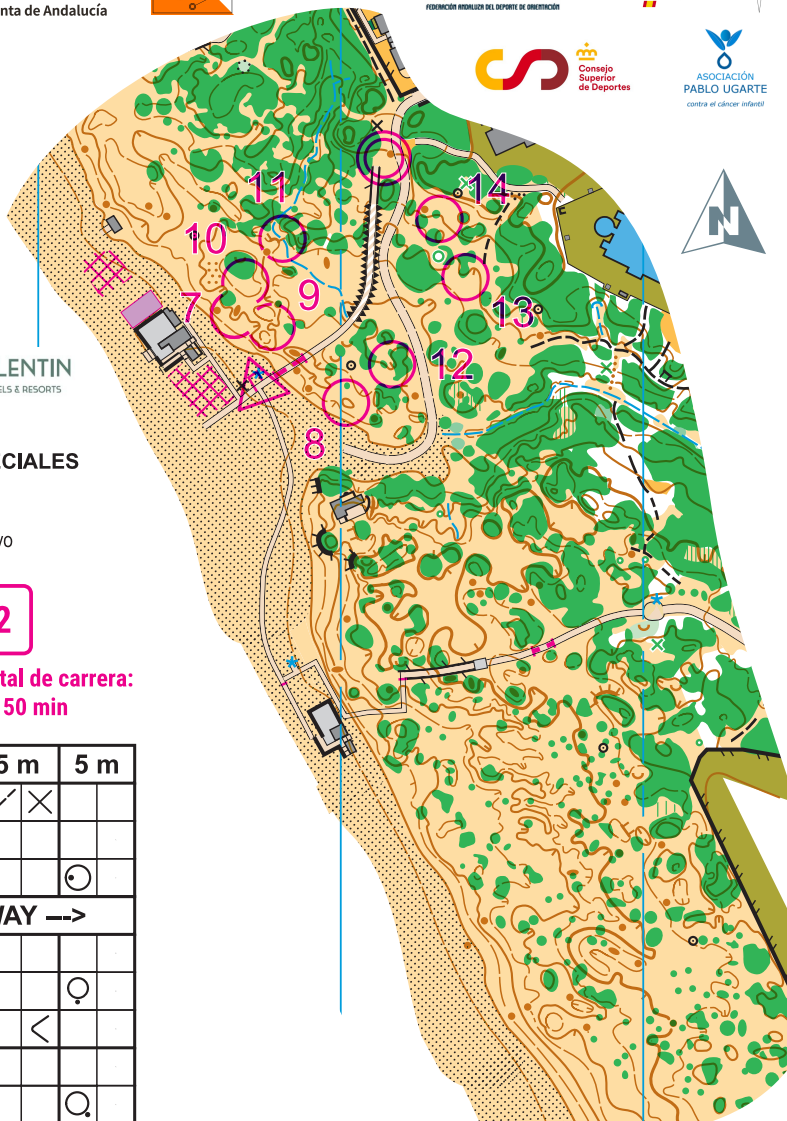 nta de Andalucía
FEDERACIÓN ANDALUZA DEL DEPORTE DE ORIENTACIÓN
Consejo
Superior
de Deportes
ASOCIACIÓN
PABLO UGARTE
contra el cáncer infantil
N
11
14
10
9
7
13
12
8
LENTIN
ELS & RESORTS
ECIALES
vo
2
tal de carrera:
50 min
5 m
5 m
WAY -->